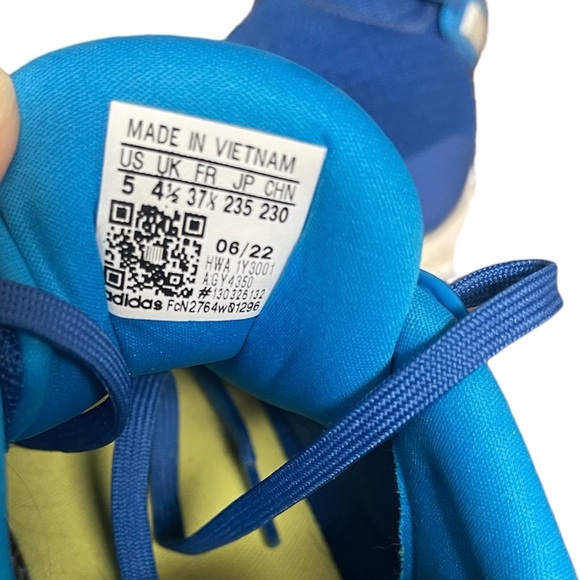 MADE IN VIETNAM
US UK FR JP CHN
5 4½ 37⅓ 235 230
06/22
HWA 1Y3001
AGY4350
#130326132
adidas FcN2764w01296